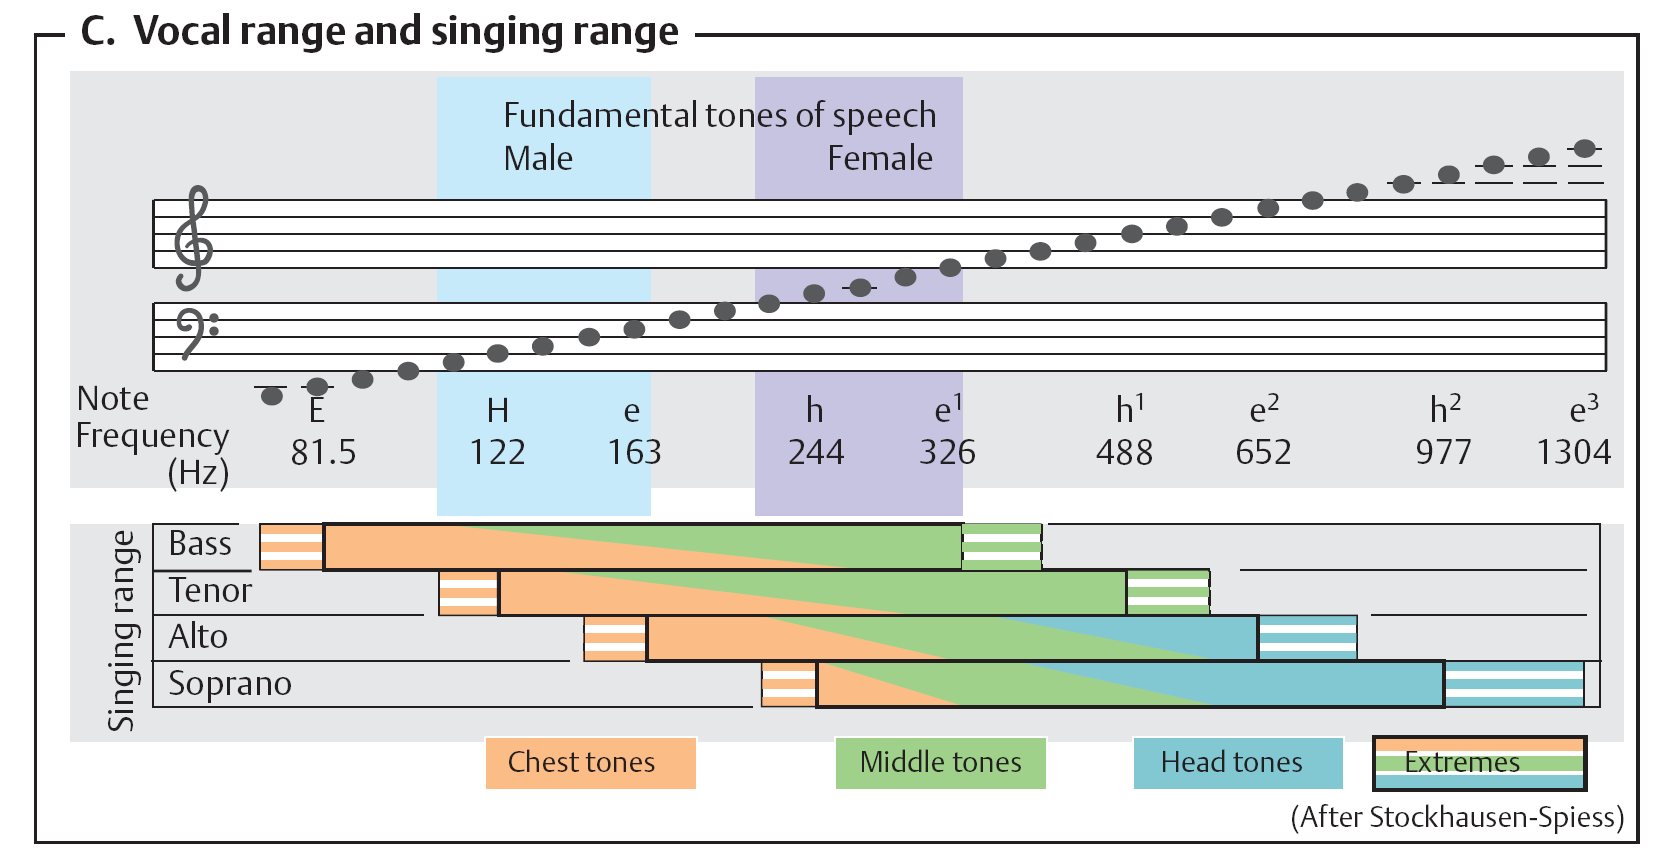 C. Vocal range and singing range
Fundamental tones of speech
Male Female
Note E H e h e¹ h¹ e² h² e³
Frequency
(Hz) 81.5 122 163 244 326 488 652 977 1304
Singing range
Bass
Tenor
Alto
Soprano
Chest tones Middle tones Head tones Extremes
(After Stockhausen-Spiess)